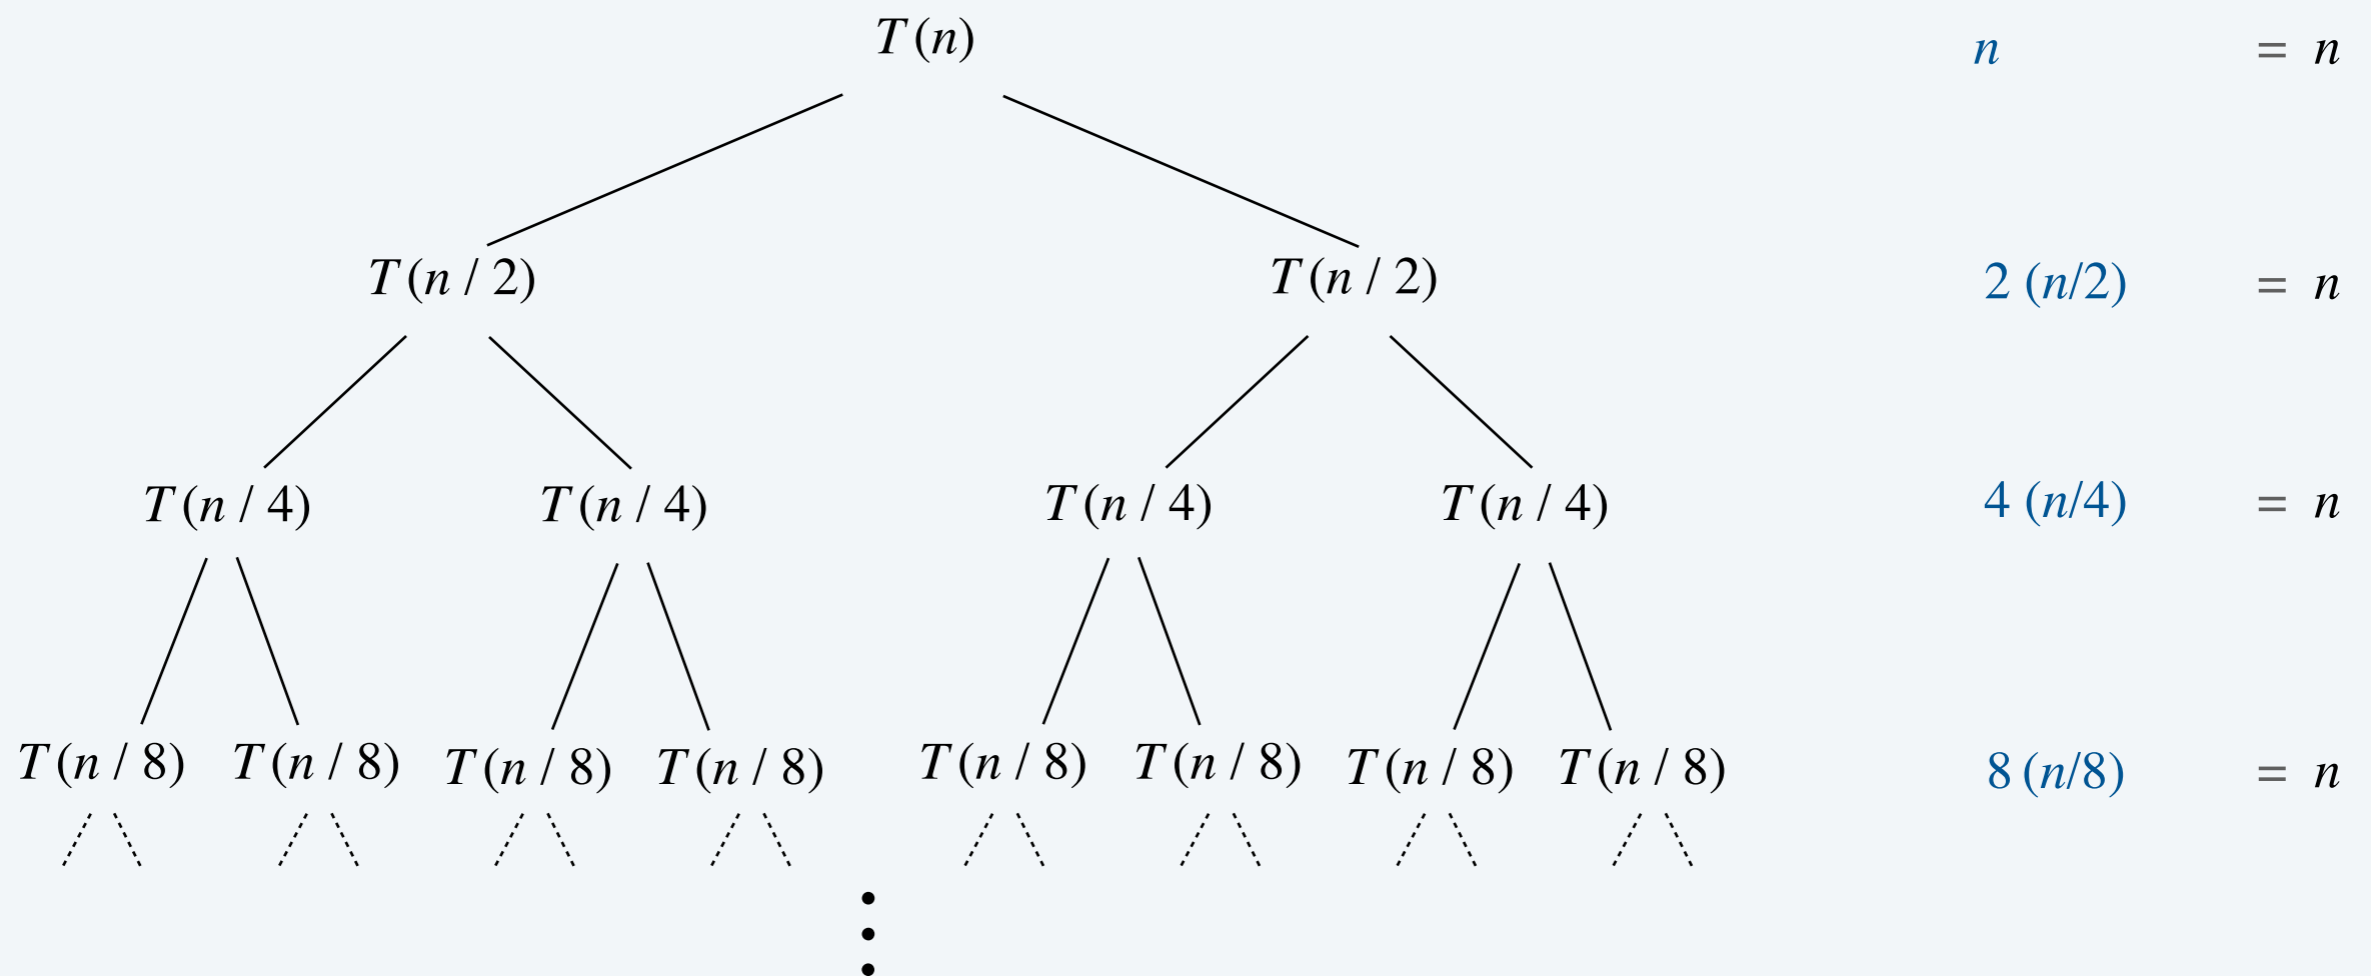 T (n) n = n
T (n / 2) T (n / 2) 2 (n/2) = n
T (n / 4) T (n / 4) T (n / 4) T (n / 4) 4 (n/4) = n
T (n / 8) T (n / 8) T (n / 8) T (n / 8) T (n / 8) T (n / 8) T (n / 8) T (n / 8) 8 (n/8) = n